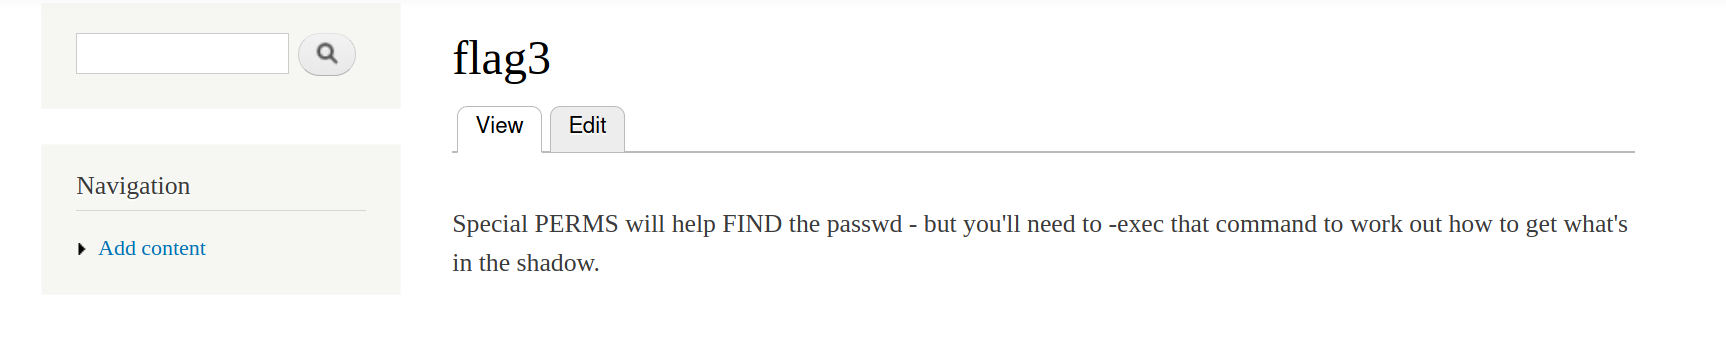 flag3
View
Edit
Navigation
Add content
Special PERMS will help FIND the passwd - but you'll need to -exec that command to work out how to get what's
in the shadow.